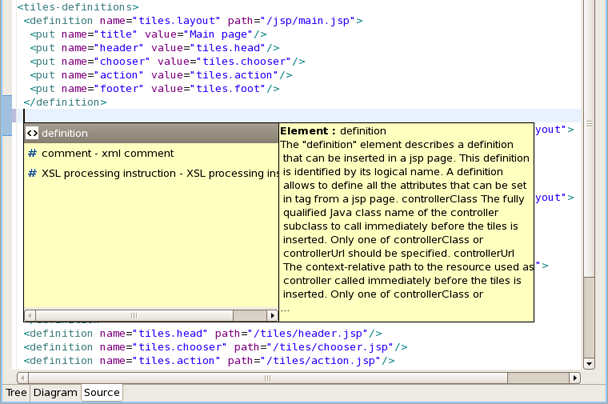 <tiles-definitions>
<definition name="tiles.layout" path="/jsp/main.jsp">
<put name="title" value="Main page"/>
<put name="header" value="tiles.head"/>
<put name="chooser" value="tiles.chooser"/>
<put name="action" value="tiles.action"/>
<put name="footer" value="tiles.foot"/>
</definition>
yout">
<> definition
# comment - xml comment
# XSL processing instruction - XSL processing ins
Element : definition
The "definition" element describes a definition
that can be inserted in a jsp page. This definition
is identified by its logical name. A definition
allows to define all the attributes that can be set
in tag from a jsp page. controllerClass The fully
qualified Java class name of the controller
subclass to call immediately before the tiles is
inserted. Only one of controllerClass or
controllerUrl should be specified. controllerUrl
The context-relative path to the resource used as
controller called immediately before the tiles is
inserted. Only one of controllerClass or
...
yout">
">
<definition name="tiles.head" path="/tiles/header.jsp"/>
<definition name="tiles.chooser" path="/tiles/chooser.jsp"/>
<definition name="tiles.action" path="/tiles/action.jsp"/>
Tree Diagram Source